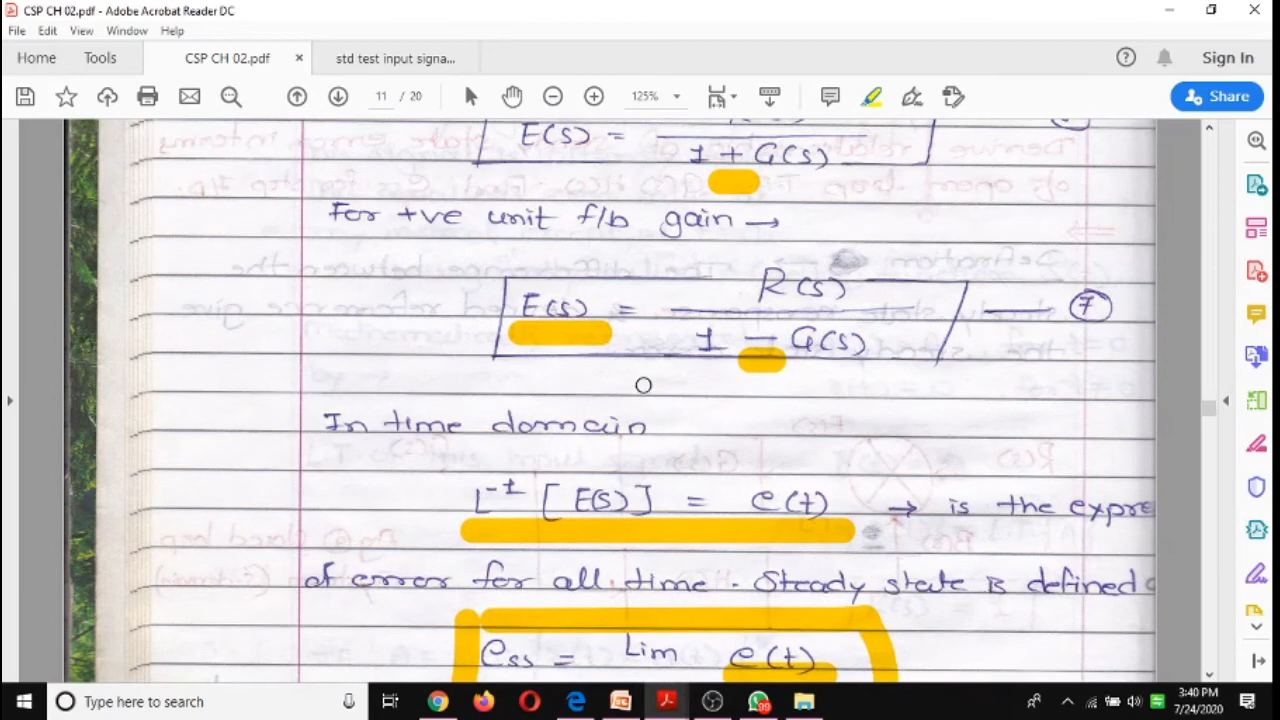 CSP CH 02.pdf - Adobe Acrobat Reader DC
File Edit View Window Help
Home Tools CSP CH 02.pdf × std test input signa... Sign In
11 / 20 125% Share
E(s) =
1 + G(s)
For +ve unit f/b gain →
E(s) = R(s) / 1 - G(s) — 7
In time domain
L⁻¹ [E(s)] = e(t) → is the expre
of error for all time. Steady state is defined
ess = Lim e(t)
Type here to search
3:40 PM
7/24/2020